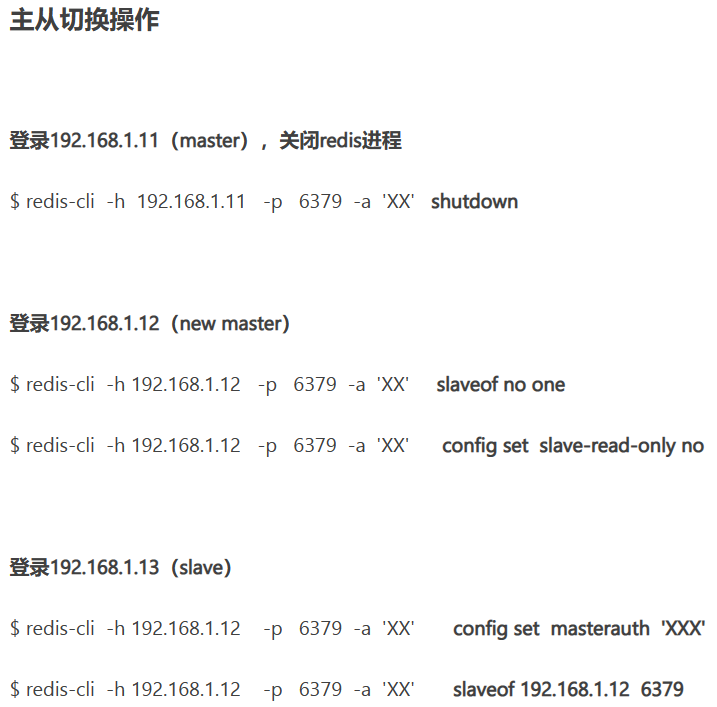 主从切换操作
登录192.168.1.11（master），关闭redis进程
$ redis-cli -h 192.168.1.11 -p 6379 -a 'XX' shutdown
登录192.168.1.12（new master）
$ redis-cli -h 192.168.1.12 -p 6379 -a 'XX' slaveof no one
$ redis-cli -h 192.168.1.12 -p 6379 -a 'XX' config set slave-read-only no
登录192.168.1.13（slave）
$ redis-cli -h 192.168.1.12 -p 6379 -a 'XX' config set masterauth 'XXX'
$ redis-cli -h 192.168.1.12 -p 6379 -a 'XX' slaveof 192.168.1.12 6379